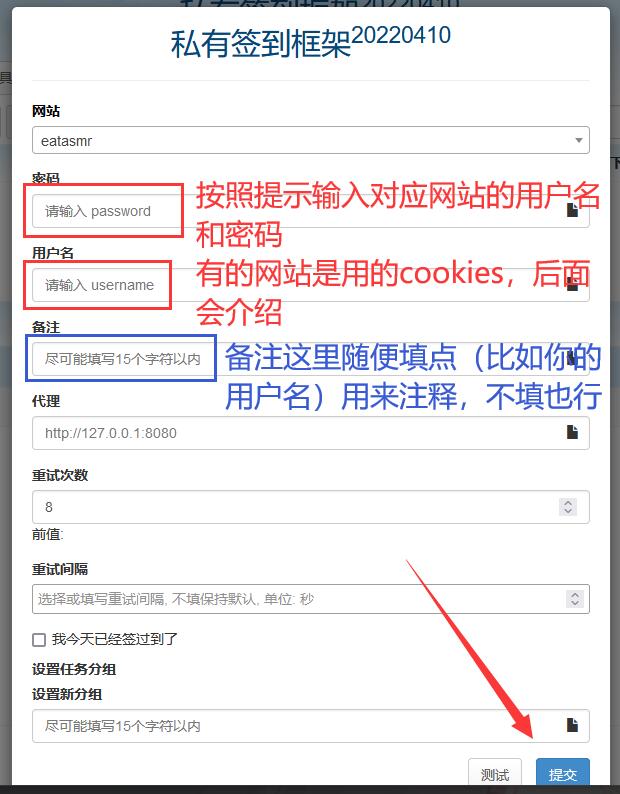 私有签到框架20220410
网站
eatasmr
密码
请输入 password
按照提示输入对应网站的用户名
和密码
用户名
请输入 username
有的网站是用的cookies，后面
会介绍
备注
尽可能填写15个字符以内
备注这里随便填点（比如你的
用户名）用来注释，不填也行
代理
http://127.0.0.1:8080
重试次数
8
前值:
重试间隔
选择或填写重试间隔, 不填保持默认, 单位: 秒
我今天已经签过到了
设置任务分组
设置新分组
尽可能填写15个字符以内
测试
提交